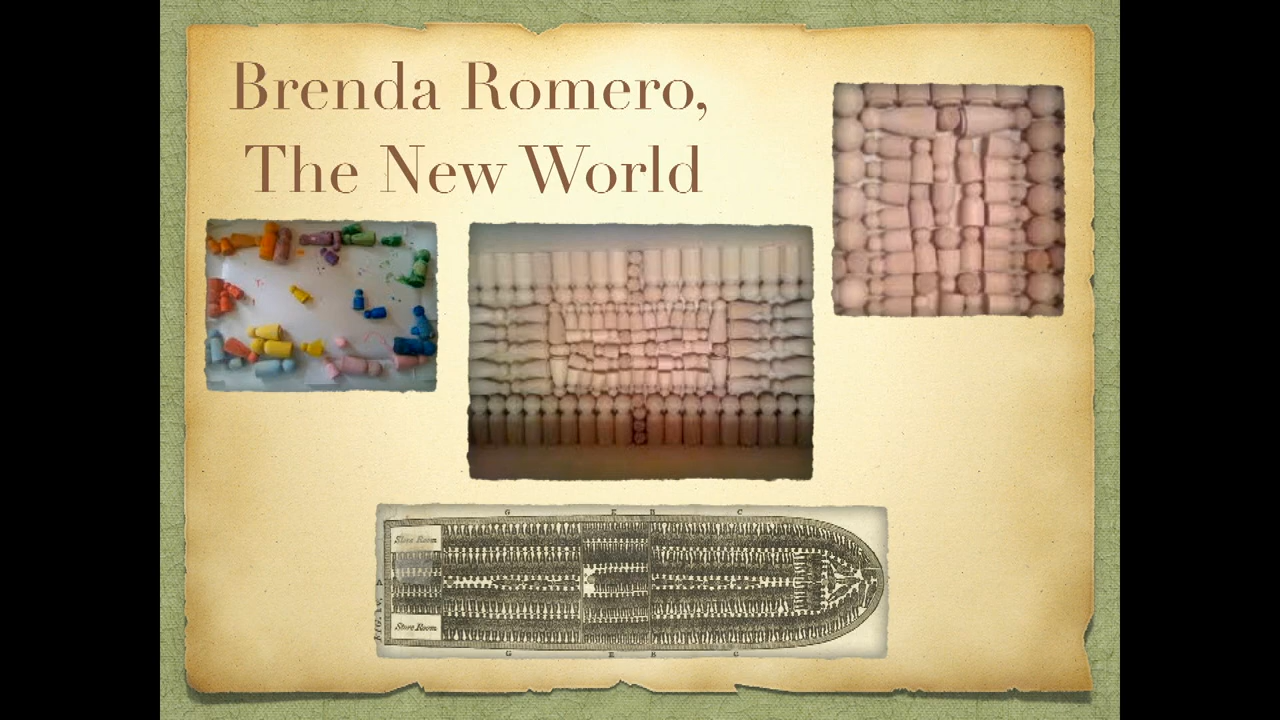 Brenda Romero,
The New World
G E B C
Store Room
A
Store Room
G E B C